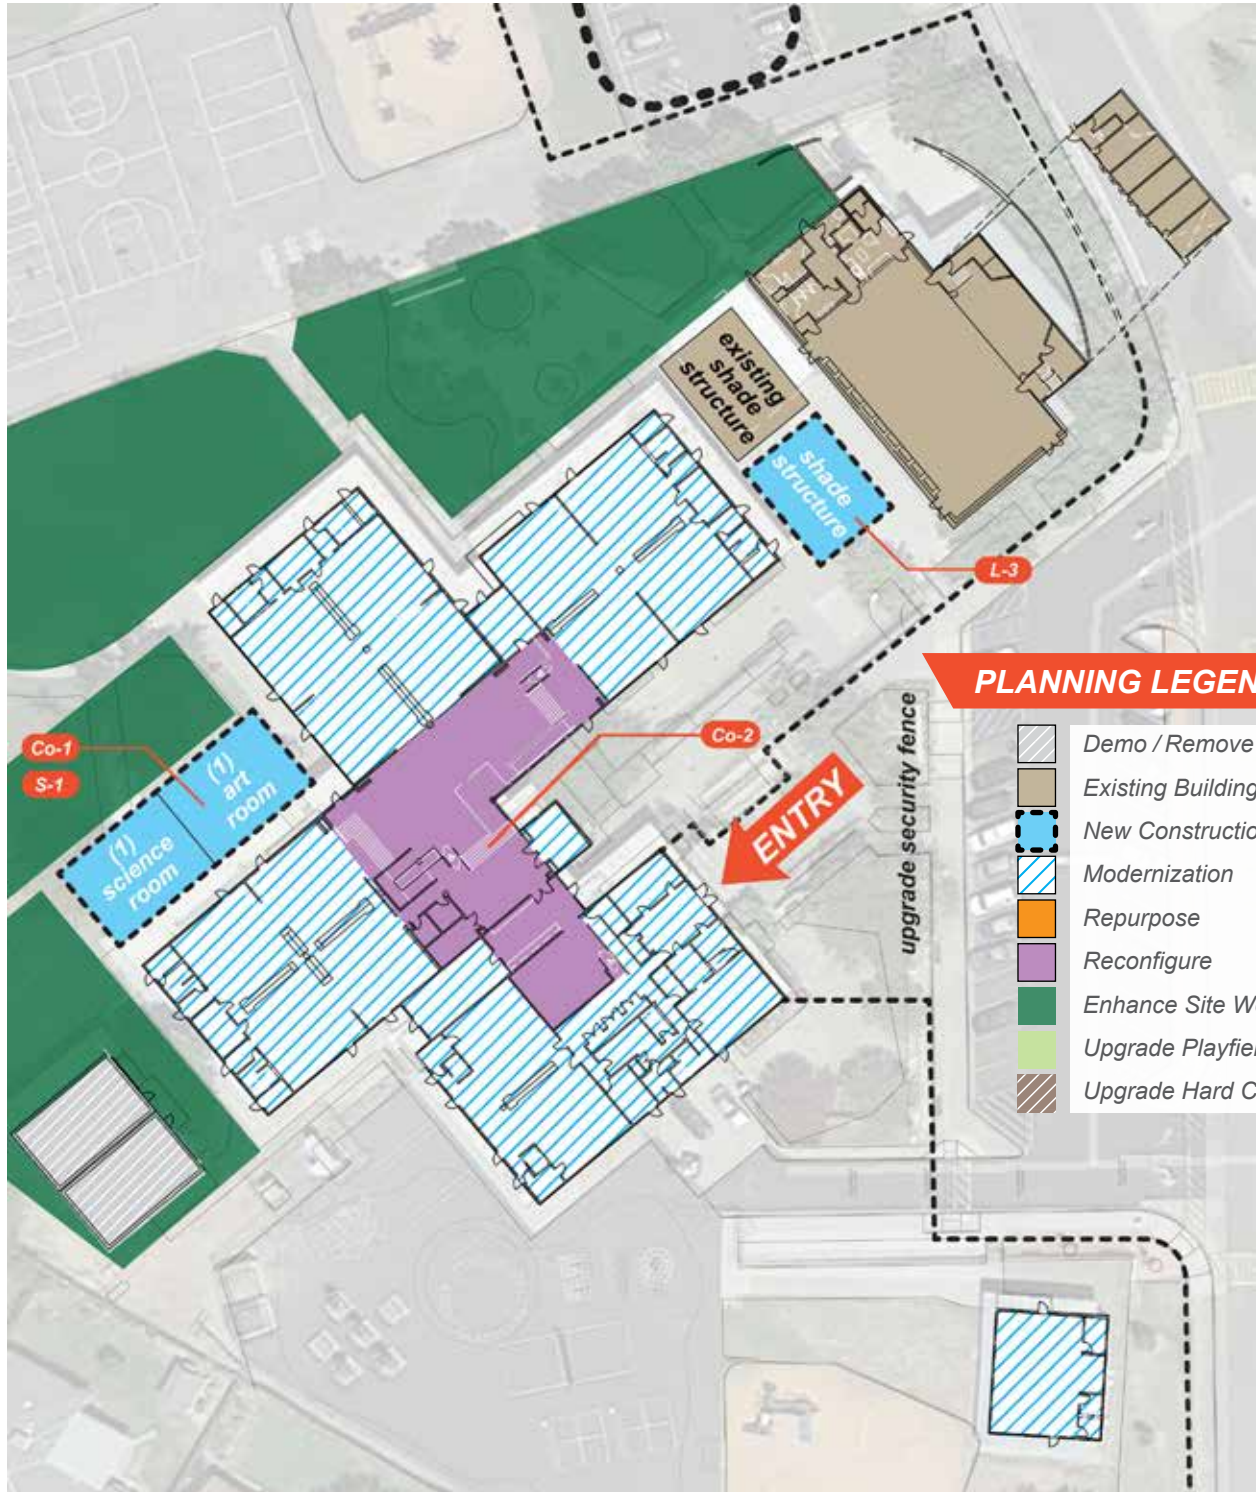 existing
shade
structure
shade
structure
L-3
PLANNING LEGEN
Co-1
S-1
(1)
art
room
(1)
science
room
Co-2
ENTRY
upgrade security fence
Demo / Remove
Existing Building
New Constructio
Modernization
Repurpose
Reconfigure
Enhance Site W
Upgrade Playfie
Upgrade Hard C